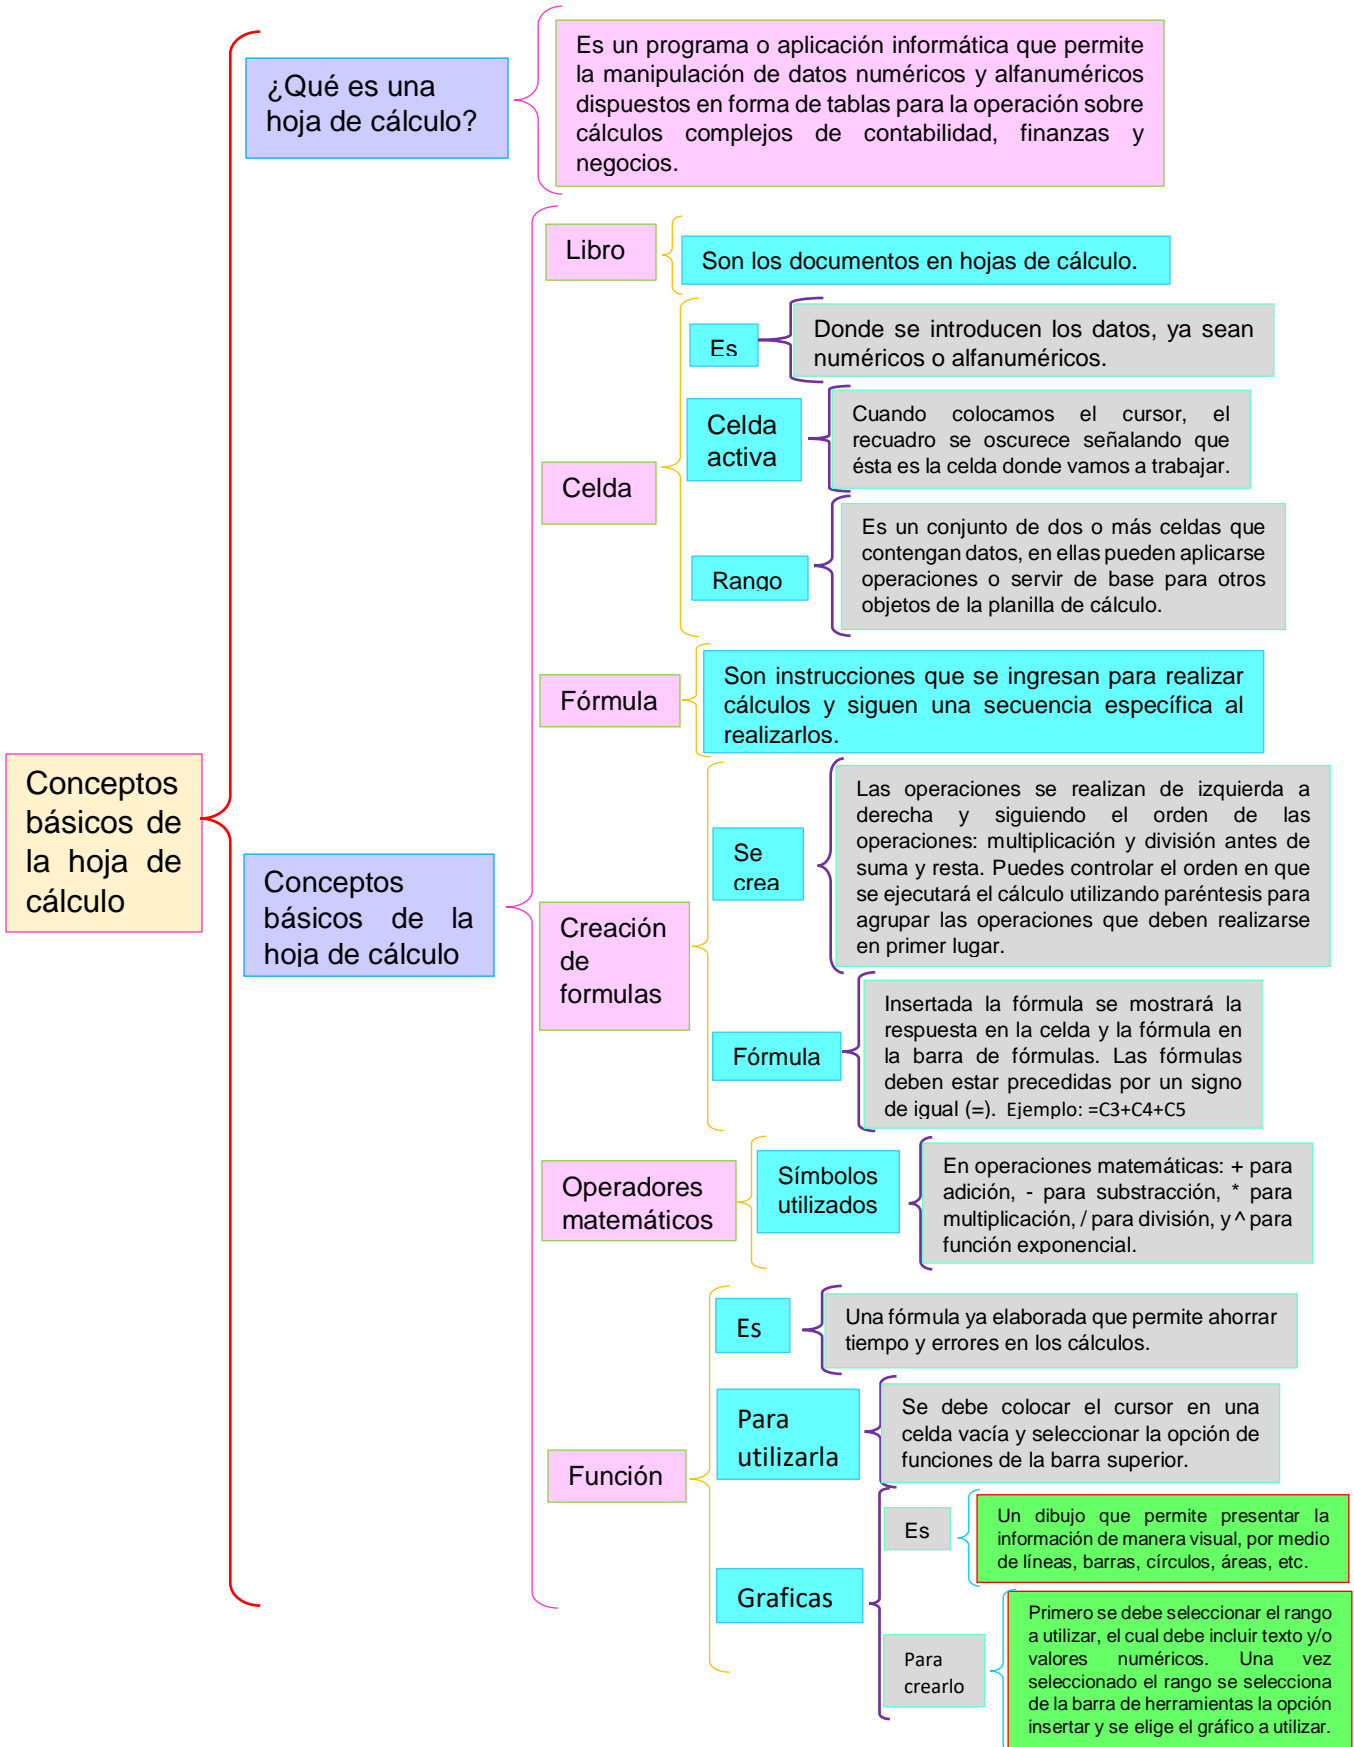 Conceptos
básicos de
la hoja de
cálculo
¿Qué es una
hoja de cálculo?
Es un programa o aplicación informática que permite
la manipulación de datos numéricos y alfanuméricos
dispuestos en forma de tablas para la operación sobre
cálculos complejos de contabilidad, finanzas y
negocios.
Conceptos
básicos de la
hoja de cálculo
Libro
Son los documentos en hojas de cálculo.
Celda
Es
Donde se introducen los datos, ya sean
numéricos o alfanuméricos.
Celda
activa
Cuando colocamos el cursor, el
recuadro se oscurece señalando que
ésta es la celda donde vamos a trabajar.
Rango
Es un conjunto de dos o más celdas que
contengan datos, en ellas pueden aplicarse
operaciones o servir de base para otros
objetos de la planilla de cálculo.
Fórmula
Son instrucciones que se ingresan para realizar
cálculos y siguen una secuencia específica al
realizarlos.
Creación
de
formulas
Se
crea
Las operaciones se realizan de izquierda a
derecha y siguiendo el orden de las
operaciones: multiplicación y división antes de
suma y resta. Puedes controlar el orden en que
se ejecutará el cálculo utilizando paréntesis para
agrupar las operaciones que deben realizarse
en primer lugar.
Fórmula
Insertada la fórmula se mostrará la
respuesta en la celda y la fórmula en
la barra de fórmulas. Las fórmulas
deben estar precedidas por un signo
de igual (=). Ejemplo: =C3+C4+C5
Operadores
matemáticos
Símbolos
utilizados
En operaciones matemáticas: + para
adición, - para substracción, * para
multiplicación, / para división, y ^ para
función exponencial.
Función
Es
Una fórmula ya elaborada que permite ahorrar
tiempo y errores en los cálculos.
Para
utilizarla
Se debe colocar el cursor en una
celda vacía y seleccionar la opción de
funciones de la barra superior.
Graficas
Es
Un dibujo que permite presentar la
información de manera visual, por medio
de líneas, barras, círculos, áreas, etc.
Para
crearlo
Primero se debe seleccionar el rango
a utilizar, el cual debe incluir texto y/o
valores numéricos. Una vez
seleccionado el rango se selecciona
de la barra de herramientas la opción
insertar y se elige el gráfico a utilizar.